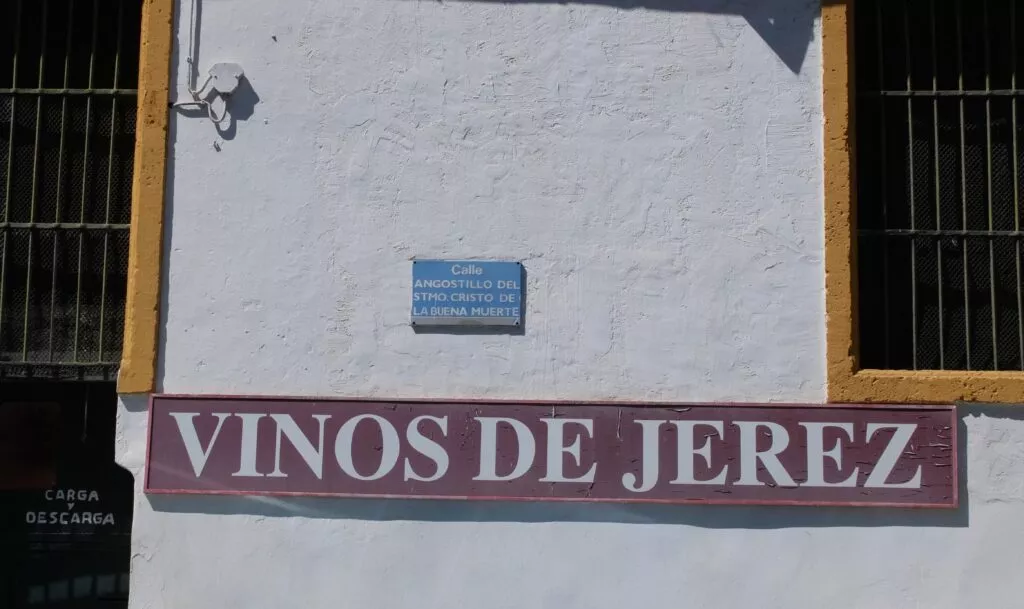 Calle
ANGOSTILLO DEL
STMO. CRISTO DE
LA BUENA MUERTE
VINOS DE JEREZ
CARGA
Y
DESCARGA